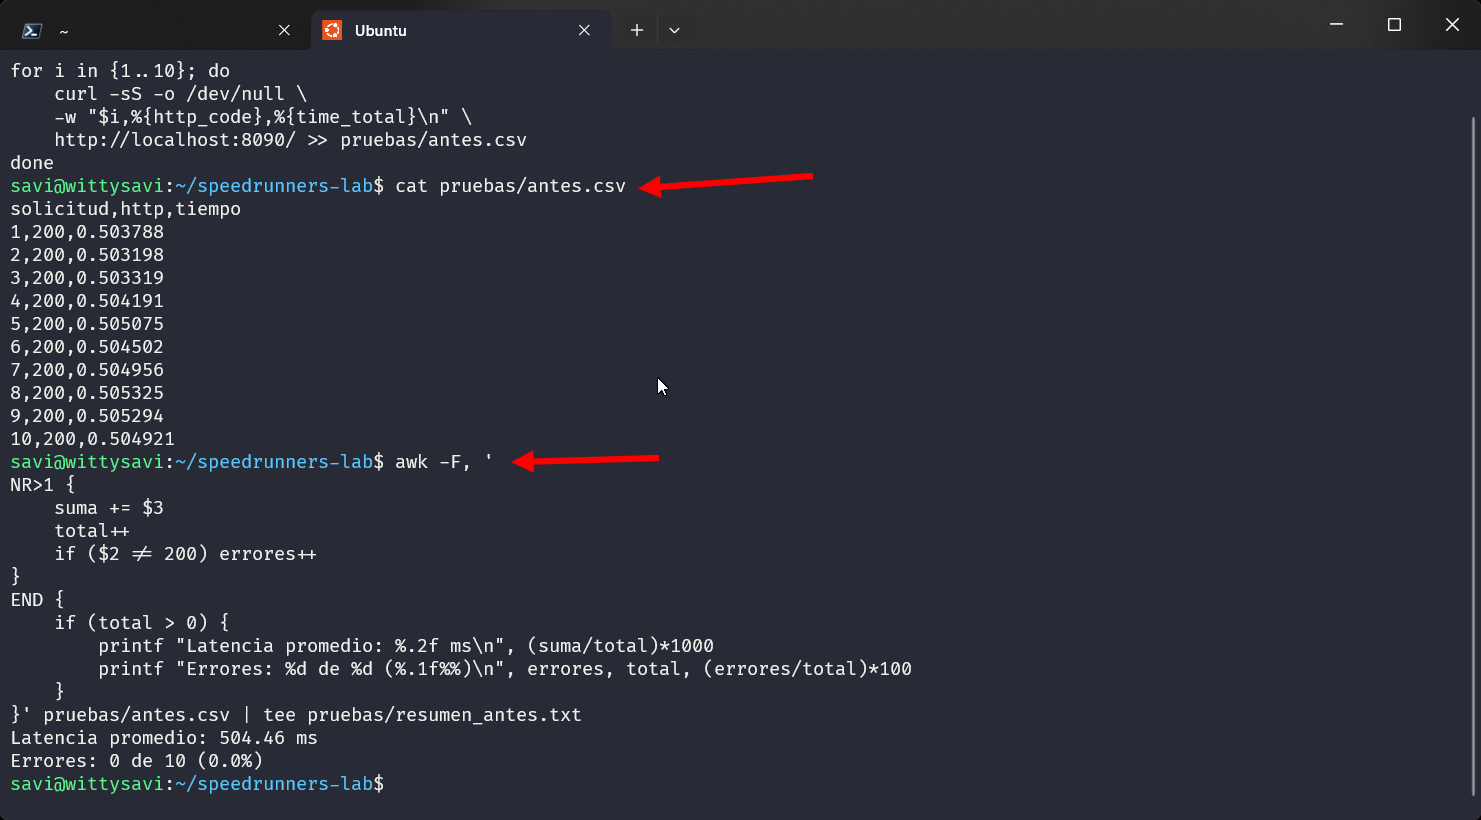 ~
Ubuntu
for i in {1..10}; do
    curl -sS -o /dev/null \
    -w "$i,%{http_code},%{time_total}\n" \
    http://localhost:8090/ >> pruebas/antes.csv
done
savi@wittysavi:~/speedrunners-lab$ cat pruebas/antes.csv
solicitud,http,tiempo
1,200,0.503788
2,200,0.503198
3,200,0.503319
4,200,0.504191
5,200,0.505075
6,200,0.504502
7,200,0.504956
8,200,0.505325
9,200,0.505294
10,200,0.504921
savi@wittysavi:~/speedrunners-lab$ awk -F, '
NR>1 {
    suma += $3
    total++
    if ($2 != 200) errores++
}
END {
    if (total > 0) {
        printf "Latencia promedio: %.2f ms\n", (suma/total)*1000
        printf "Errores: %d de %d (%.1f%%)\n", errores, total, (errores/total)*100
    }
}' pruebas/antes.csv | tee pruebas/resumen_antes.txt
Latencia promedio: 504.46 ms
Errores: 0 de 10 (0.0%)
savi@wittysavi:~/speedrunners-lab$